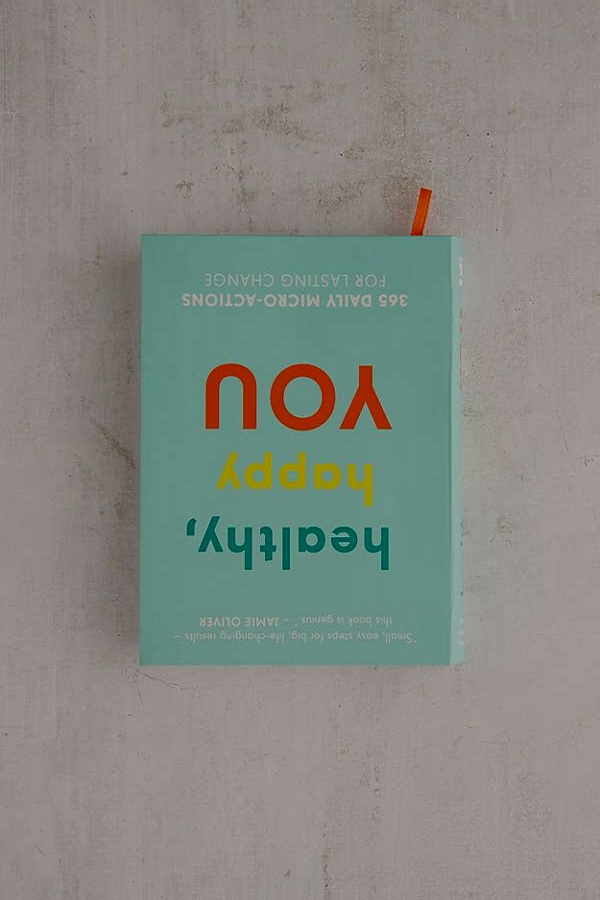 "Small, easy steps for big, life-changing results –
this book is genius" – JAMIE OLIVER
healthy,
happy
YOU
365 DAILY MICRO-ACTIONS
FOR LASTING CHANGE